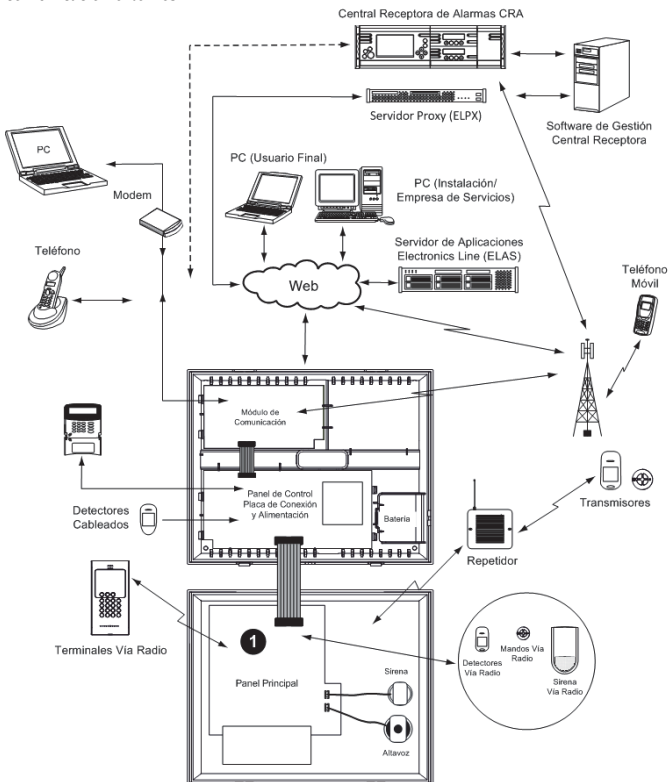 Central Receptora de Alarmas CRA
Servidor Proxy (ELPX)
Software de Gestión
Central Receptora
PC
PC (Usuario Final)
PC (Instalación/
Empresa de Servicios)
Modem
Servidor de Aplicaciones
Electronics Line (ELAS)
Teléfono
Web
Teléfono
Móvil
Módulo de
Comunicación
Panel de Control
Placa de Conexión
y Alimentación
Batería
Detectores
Cableados
Transmisores
Repetidor
Terminales Vía Radio
1
Panel Principal
Sirena
Altavoz
Detectores
Vía Radio
Mandos Vía
Radio
Sirena
Vía Radio